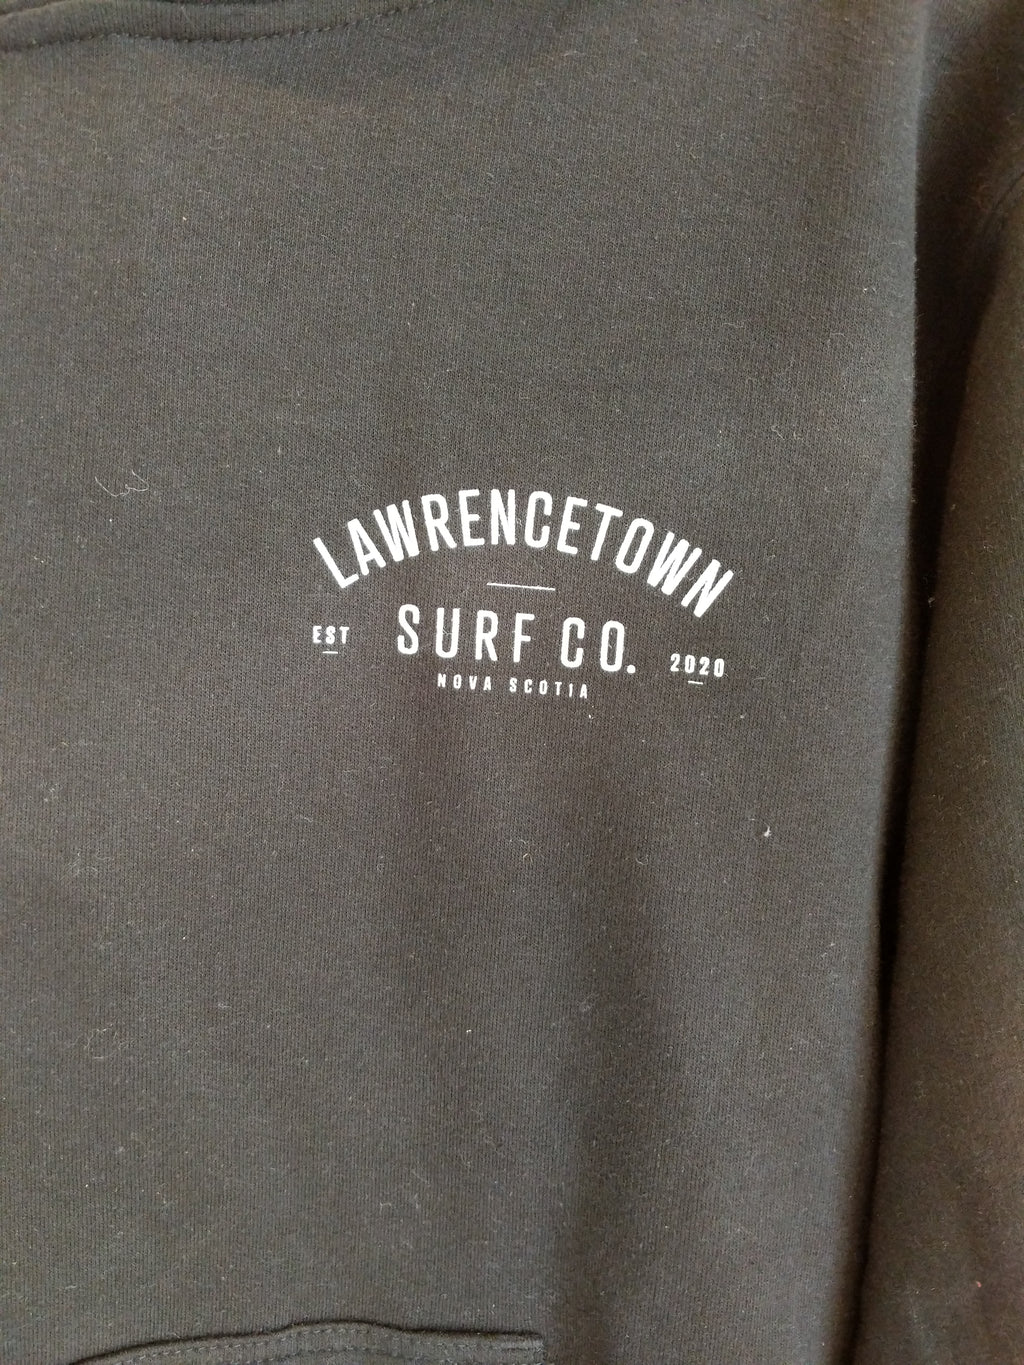 LAWRENCETOWN
EST SURF CO. 2020
NOVA SCOTIA